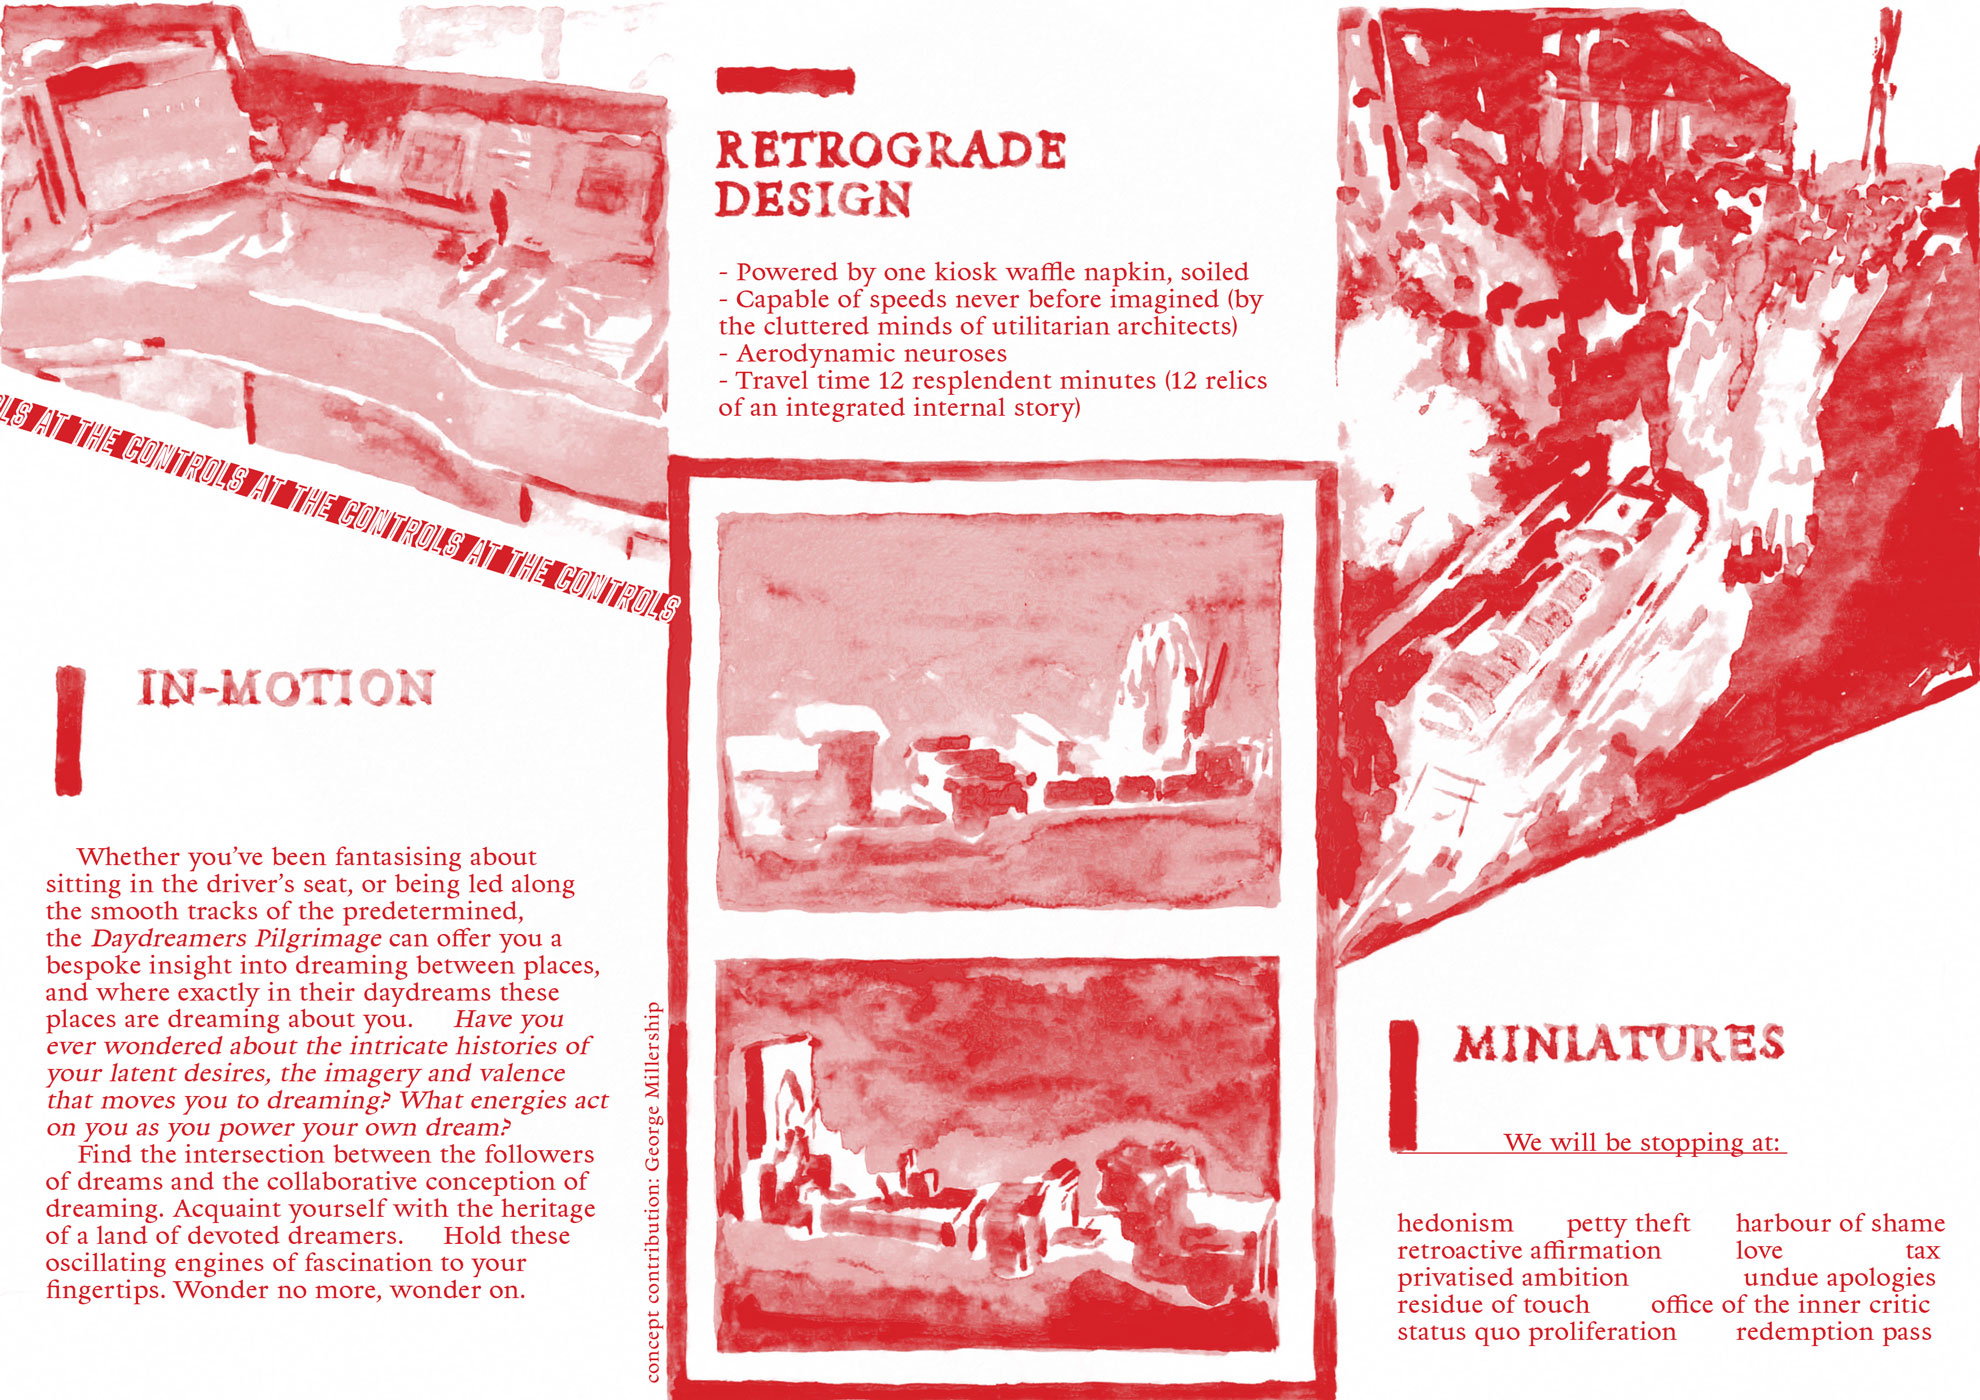 LS AT THE CONTROLS AT THE CONTROLS AT THE CONTROLS
IN-MOTION
Whether you’ve been fantasising about
sitting in the driver’s seat, or being led along
the smooth tracks of the predetermined,
the Daydreamers Pilgrimage can offer you a
bespoke insight into dreaming between places,
and where exactly in their daydreams these
places are dreaming about you. Have you
ever wondered about the intricate histories of
your latent desires, the imagery and valence
that moves you to dreaming? What energies act
on you as you power your own dream?
Find the intersection between the followers
of dreams and the collaborative conception of
dreaming. Acquaint yourself with the heritage
of a land of devoted dreamers. Hold these
oscillating engines of fascination to your
fingertips. Wonder no more, wonder on.
concept contribution: George Millership
RETROGRADE
DESIGN
- Powered by one kiosk waffle napkin, soiled
- Capable of speeds never before imagined (by
the cluttered minds of utilitarian architects)
- Aerodynamic neuroses
- Travel time 12 resplendent minutes (12 relics
of an integrated internal story)
MINIATURES
We will be stopping at:
hedonism petty theft harbour of shame
retroactive affirmation love tax
privatised ambition undue apologies
residue of touch office of the inner critic
status quo proliferation redemption pass